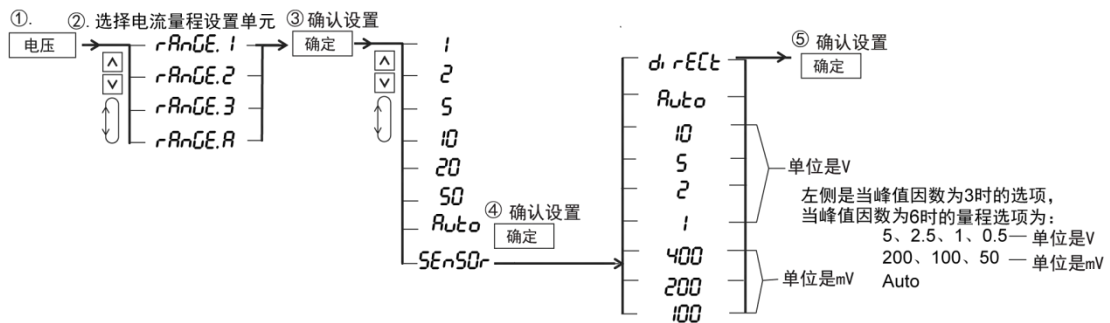 ①.
②. 选择电流量程设置单元
③ 确认设置
电压
rAnGE.1
rAnGE.2
rAnGE.3
rAnGE.A
确定
1
2
5
10
20
50
Auto
SEnSOr
④ 确认设置
确定
di rECt
Auto
10
5
2
1
400
200
100
⑤ 确认设置
确定
单位是V
单位是mV
左侧是当峰值因数为3时的选项，
当峰值因数为6时的量程选项为：
5、2.5、1、0.5— 单位是V
200、100、50 — 单位是mV
Auto